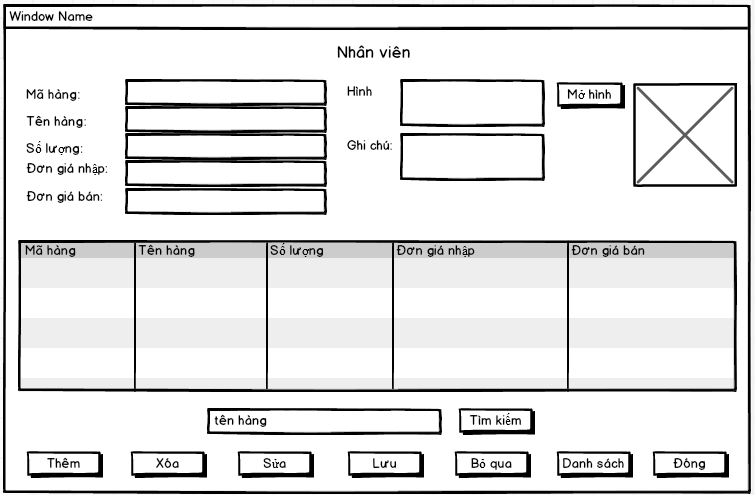 Window Name
Nhân viên
Mã hàng:
Tên hàng:
Số lượng:
Đơn giá nhập:
Đơn giá bán:
Hình
Mở hình
Ghi chú:
Mã hàng Tên hàng Số lượng Đơn giá nhập Đơn giá bán
tên hàng Tìm kiếm
Thêm Xóa Sửa Lưu Bỏ qua Danh sách Đóng